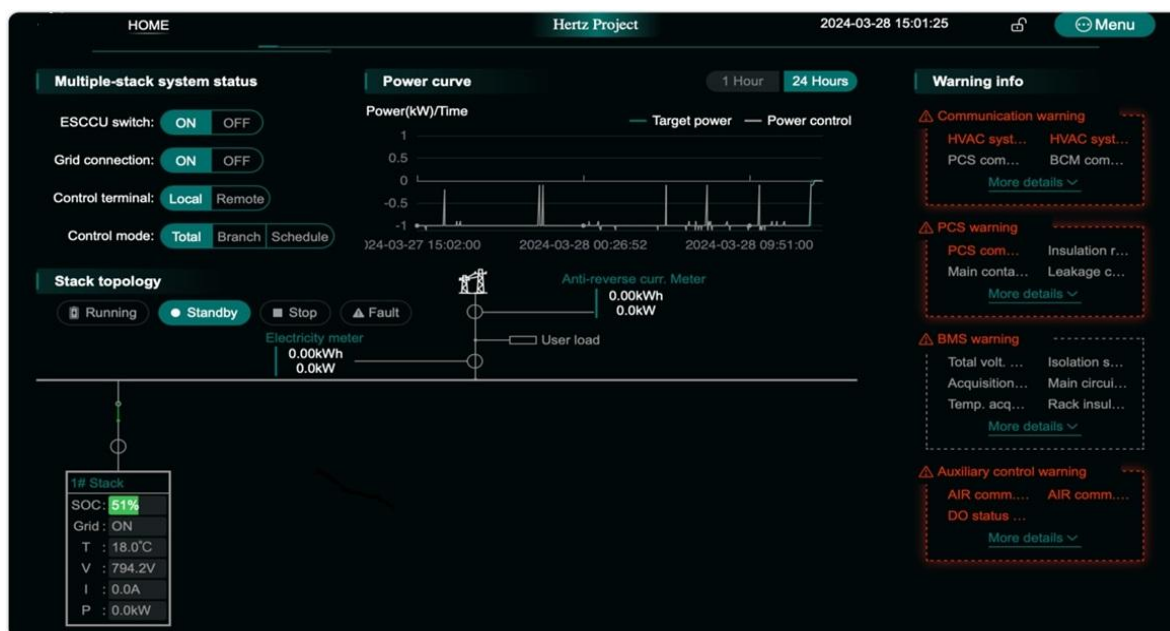 HOME
Hertz Project
2024-03-28 15:01:25
Menu
Multiple-stack system status
ESCCU switch: ON OFF
Grid connection: ON OFF
Control terminal: Local Remote
Control mode: Total Branch Schedule
Power curve
1 Hour 24 Hours
Power(kW)/Time
Target power Power control
1
0.5
0
-0.5
-1
24-03-27 15:02:00 2024-03-28 00:26:52 2024-03-28 09:51:00
Stack topology
Running Standby Stop Fault
Anti-reverse curr. Meter
0.00kWh
0.0kW
User load
Electricity meter
0.00kWh
0.0kW
1# Stack
SOC: 51%
Grid : ON
T : 18.0°C
V : 794.2V
I : 0.0A
P : 0.0kW
Warning info
Communication warning
HVAC syst... HVAC syst...
PCS com... BCM com...
More details
PCS warning
PCS com... Insulation r...
Main conta... Leakage c...
More details
BMS warning
Total volt. ... Isolation s...
Acquisition... Main circui...
Temp. acq... Rack insul...
More details
Auxiliary control warning
AIR comm.... AIR comm....
DO status ...
More details